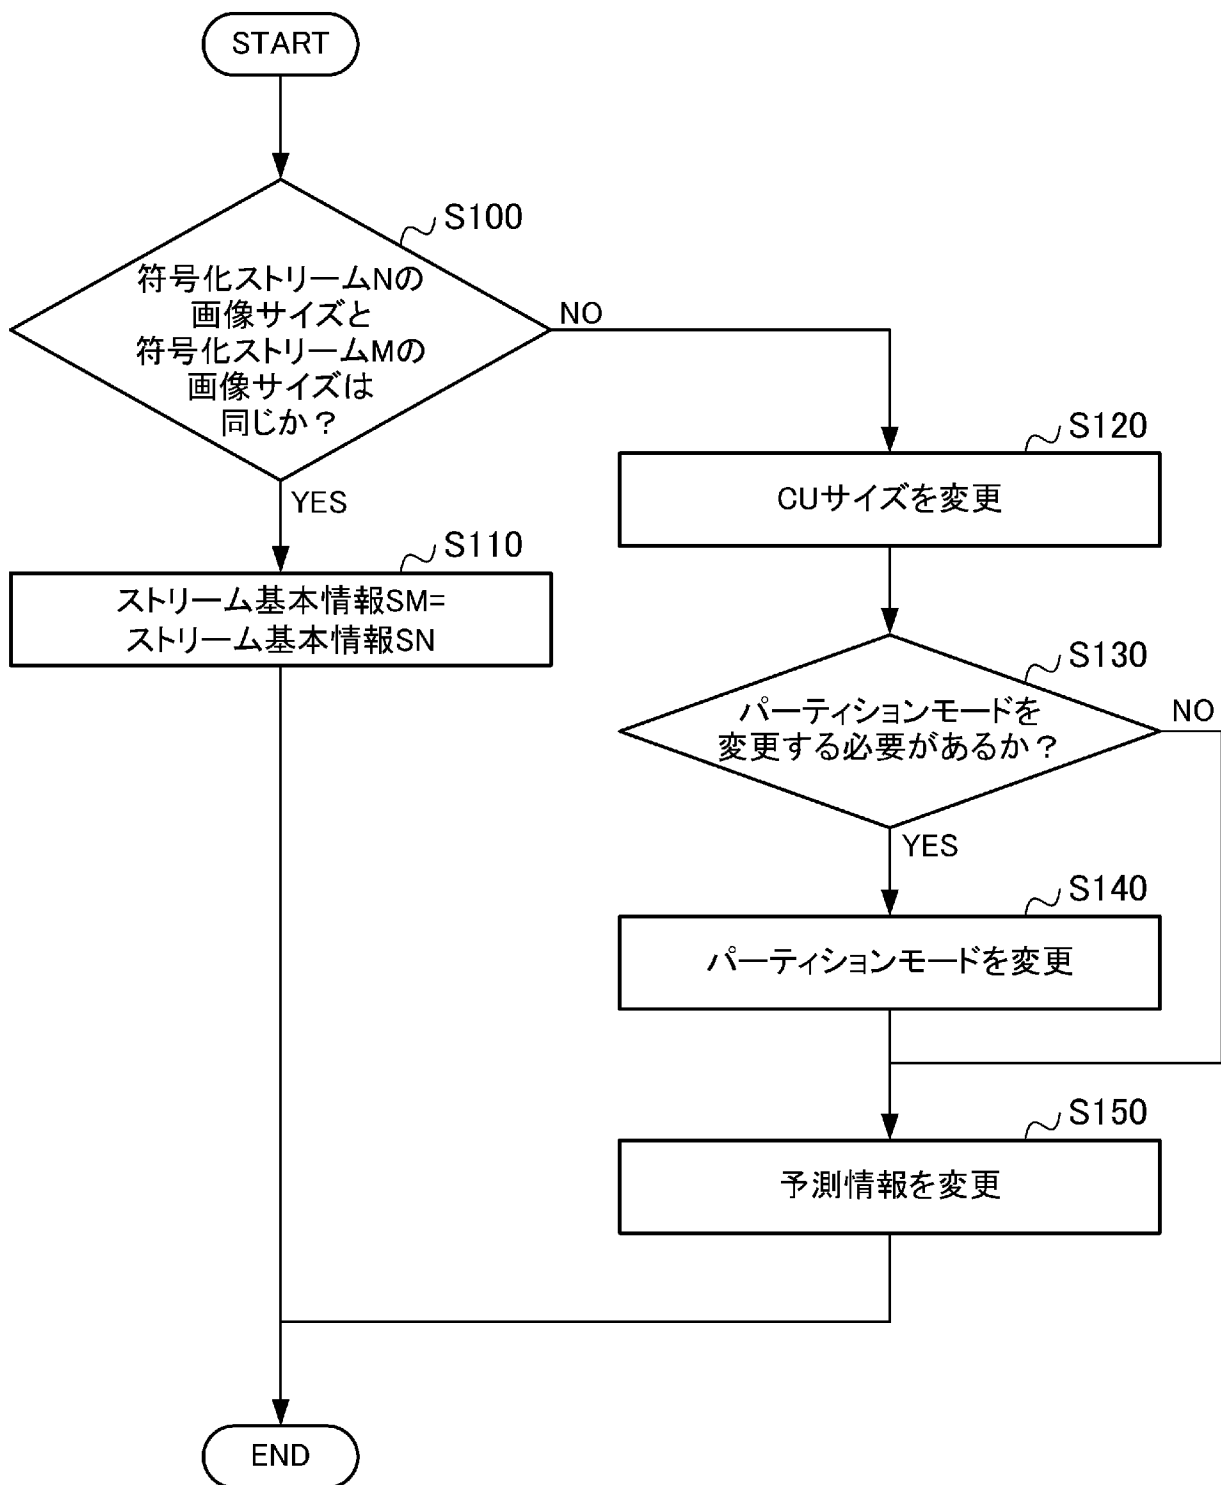 START
S100
符号化ストリームNの
画像サイズと
符号化ストリームMの
画像サイズは
同じか？
NO
YES
S110
ストリーム基本情報SM=
ストリーム基本情報SN
S120
CUサイズを変更
S130
パーティションモードを
変更する必要があるか？
NO
YES
S140
パーティションモードを変更
S150
予測情報を変更
END